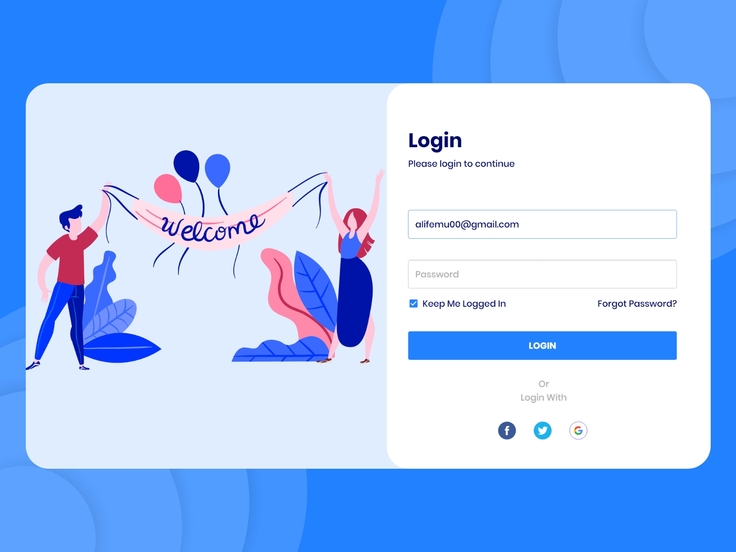 welcome
Login
Please login to continue
alifemu00@gmail.com
Password
Keep Me Logged In
Forgot Password?
LOGIN
Or
Login With
f
G